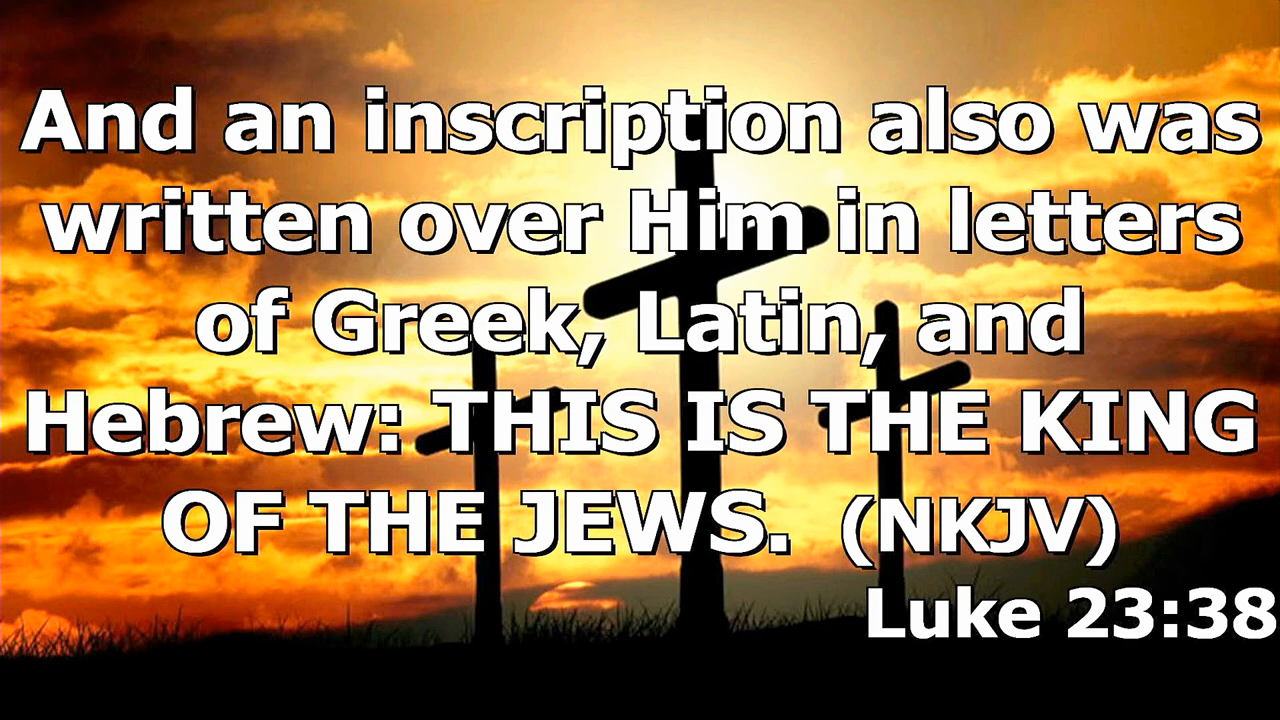 And an inscription also was
written over Him in letters
of Greek, Latin, and
Hebrew: THIS IS THE KING
OF THE JEWS. (NKJV)
Luke 23:38